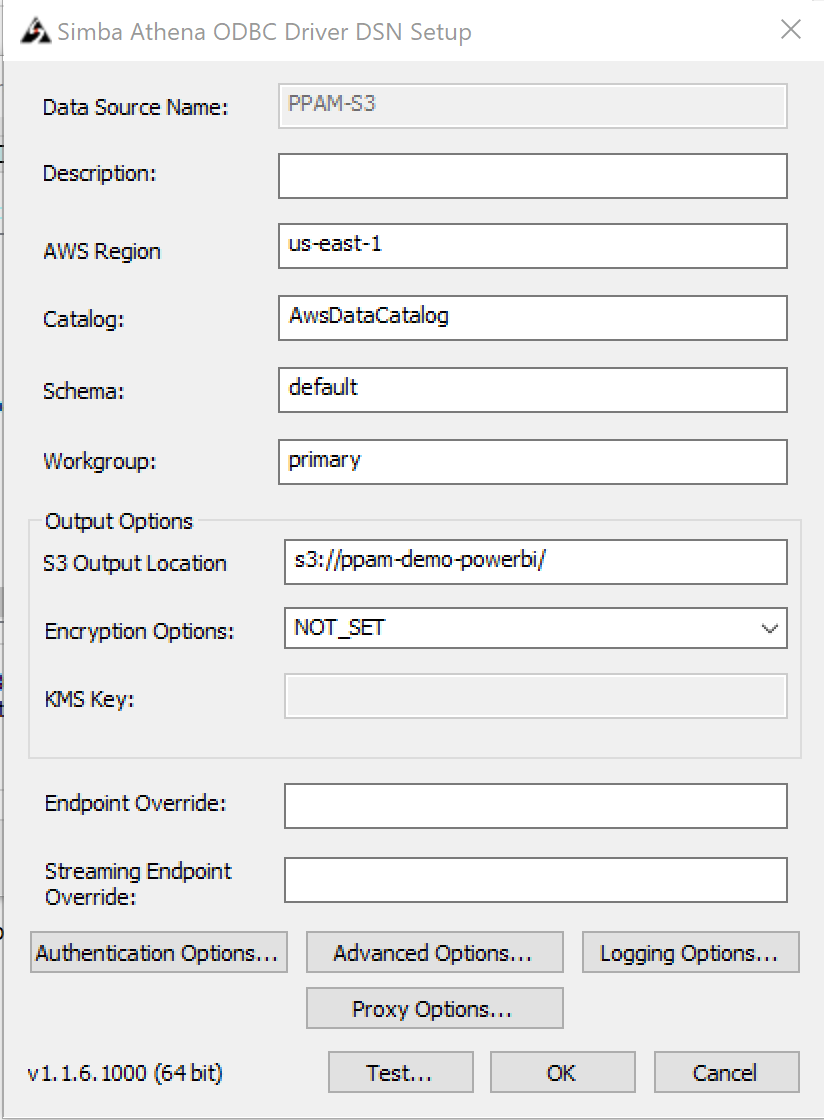 Simba Athena ODBC Driver DSN Setup
Data Source Name: PPAM-S3
Description:
AWS Region us-east-1
Catalog: AwsDataCatalog
Schema: default
Workgroup: primary
Output Options
S3 Output Location s3://ppam-demo-powerbi/
Encryption Options: NOT_SET
KMS Key:
Endpoint Override:
Streaming Endpoint
Override:
Authentication Options... Advanced Options... Logging Options...
Proxy Options...
v1.1.6.1000 (64 bit) Test... OK Cancel